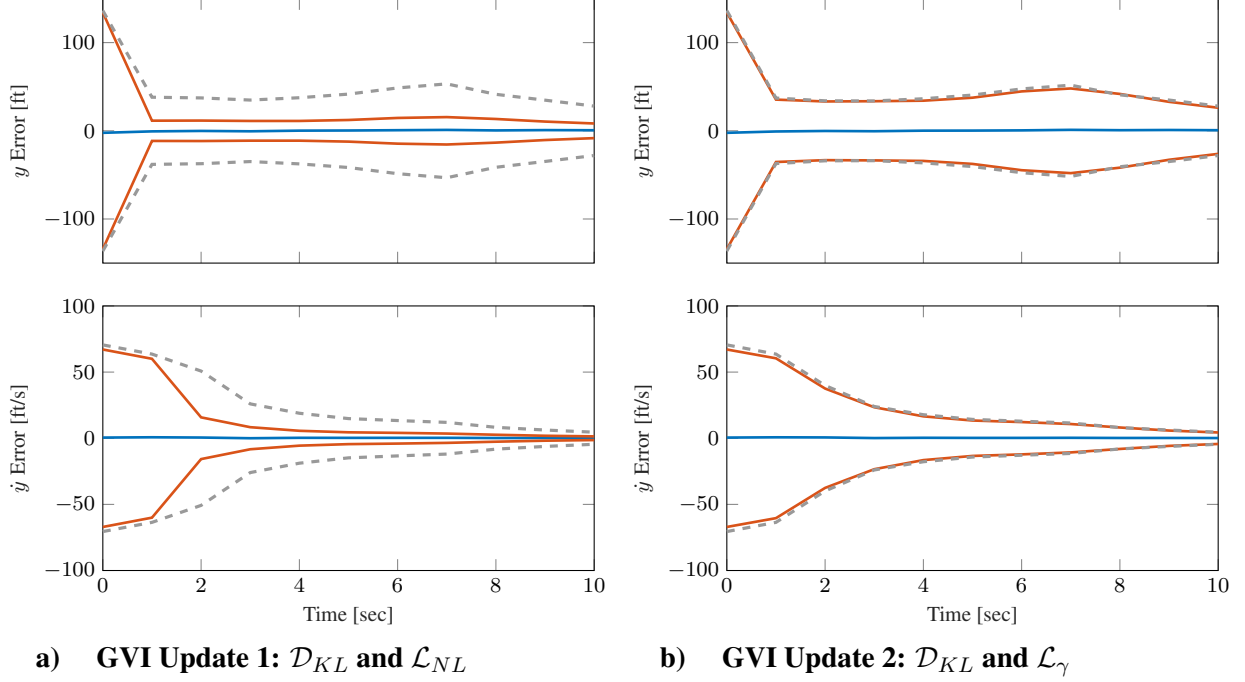 100
0
−100
y Error [ft]
100
0
−100
y Error [ft]
100
50
0
−50
−100
ẏ Error [ft/s]
0 2 4 6 8 10
Time [sec]
100
50
0
−50
−100
ẏ Error [ft/s]
0 2 4 6 8 10
Time [sec]
a) GVI Update 1: 𝒟_KL and ℒ_NL
b) GVI Update 2: 𝒟_KL and ℒ_γ